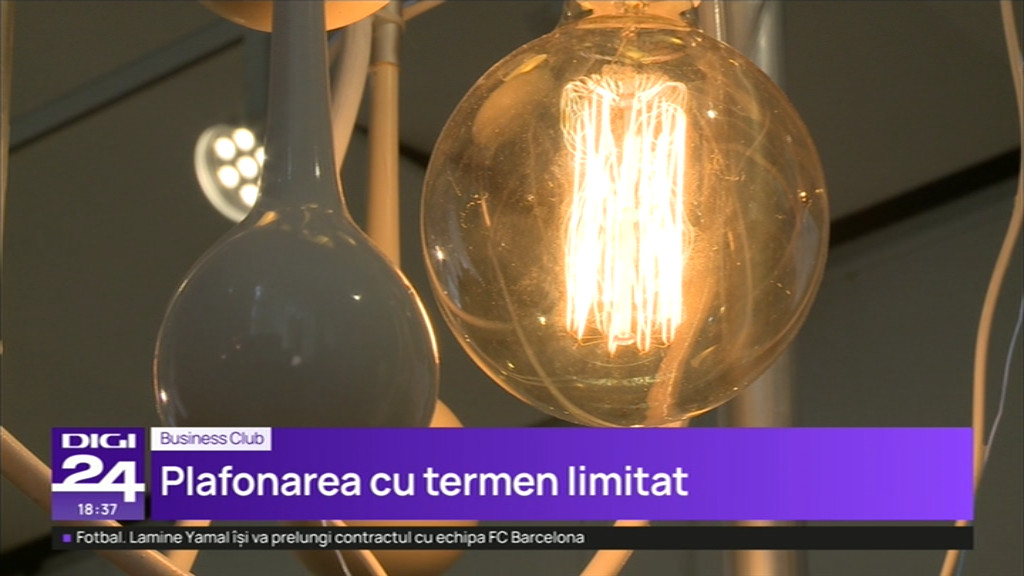 DIGI
24
18:37
Business Club
Plafonarea cu termen limitat
Fotbal. Lamine Yamal își va prelungi contractul cu echipa FC Barcelona